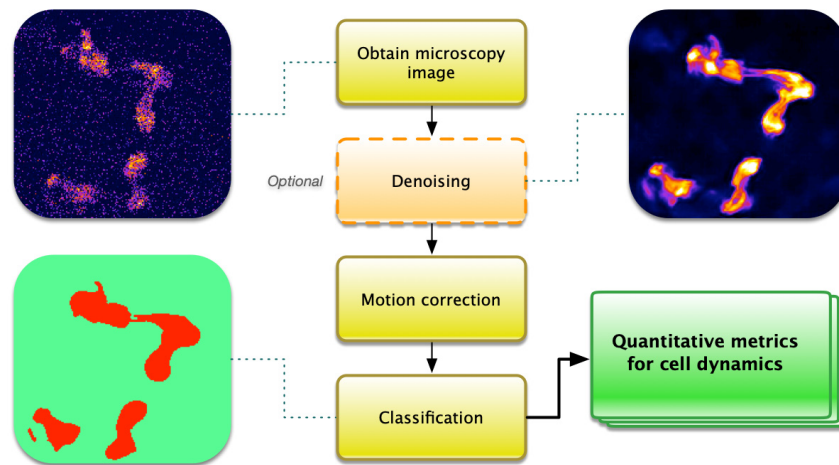 Obtain microscopy
image
Optional
Denoising
Motion correction
Quantitative metrics
for cell dynamics
Classification